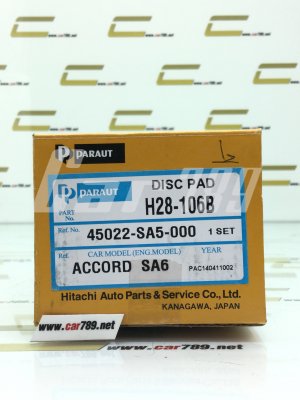 PARAUT
PARAUT
DISC PAD
PART No.
H28-106B
Ref. No.
45022-SA5-000
1 SET
Ref.
CAR MODEL (ENG.MODEL)
YEAR
ACCORD SA6
PAC140411002
Hitachi Auto Parts & Service Co., Ltd.
KANAGAWA, JAPAN
www.car789.net
www.car789.net